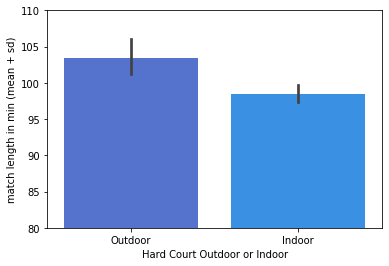 110
105
100
95
90
85
80
match length in min (mean + sd)
Outdoor
Indoor
Hard Court Outdoor or Indoor